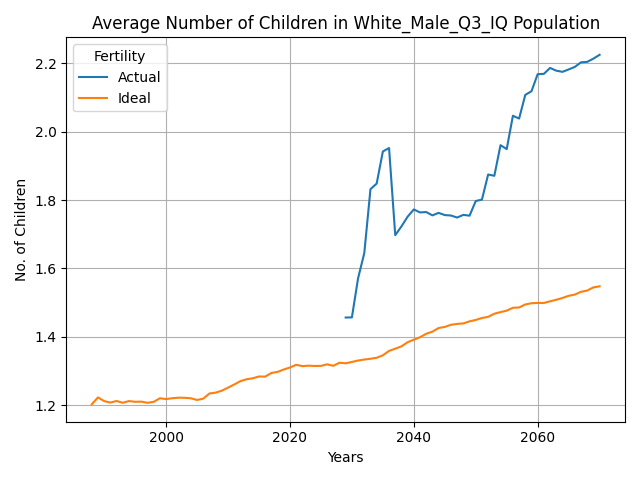 Average Number of Children in White_Male_Q3_IQ Population
Fertility
Actual
Ideal
No. of Children
2.2
2.0
1.8
1.6
1.4
1.2
2000 2020 2040 2060
Years